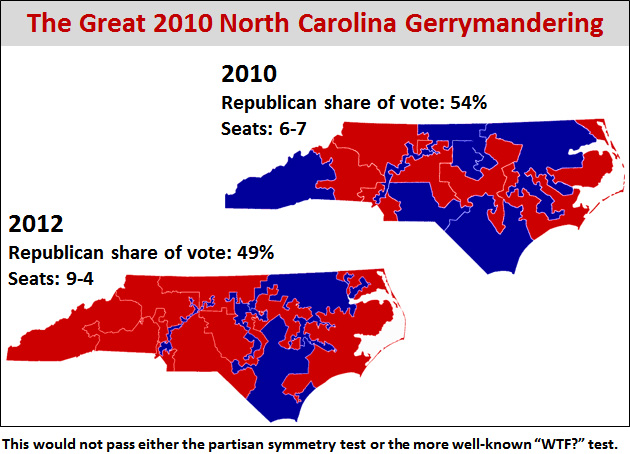 The Great 2010 North Carolina Gerrymandering
2010
Republican share of vote: 54%
Seats: 6-7
2012
Republican share of vote: 49%
Seats: 9-4
This would not pass either the partisan symmetry test or the more well-known “WTF?” test.